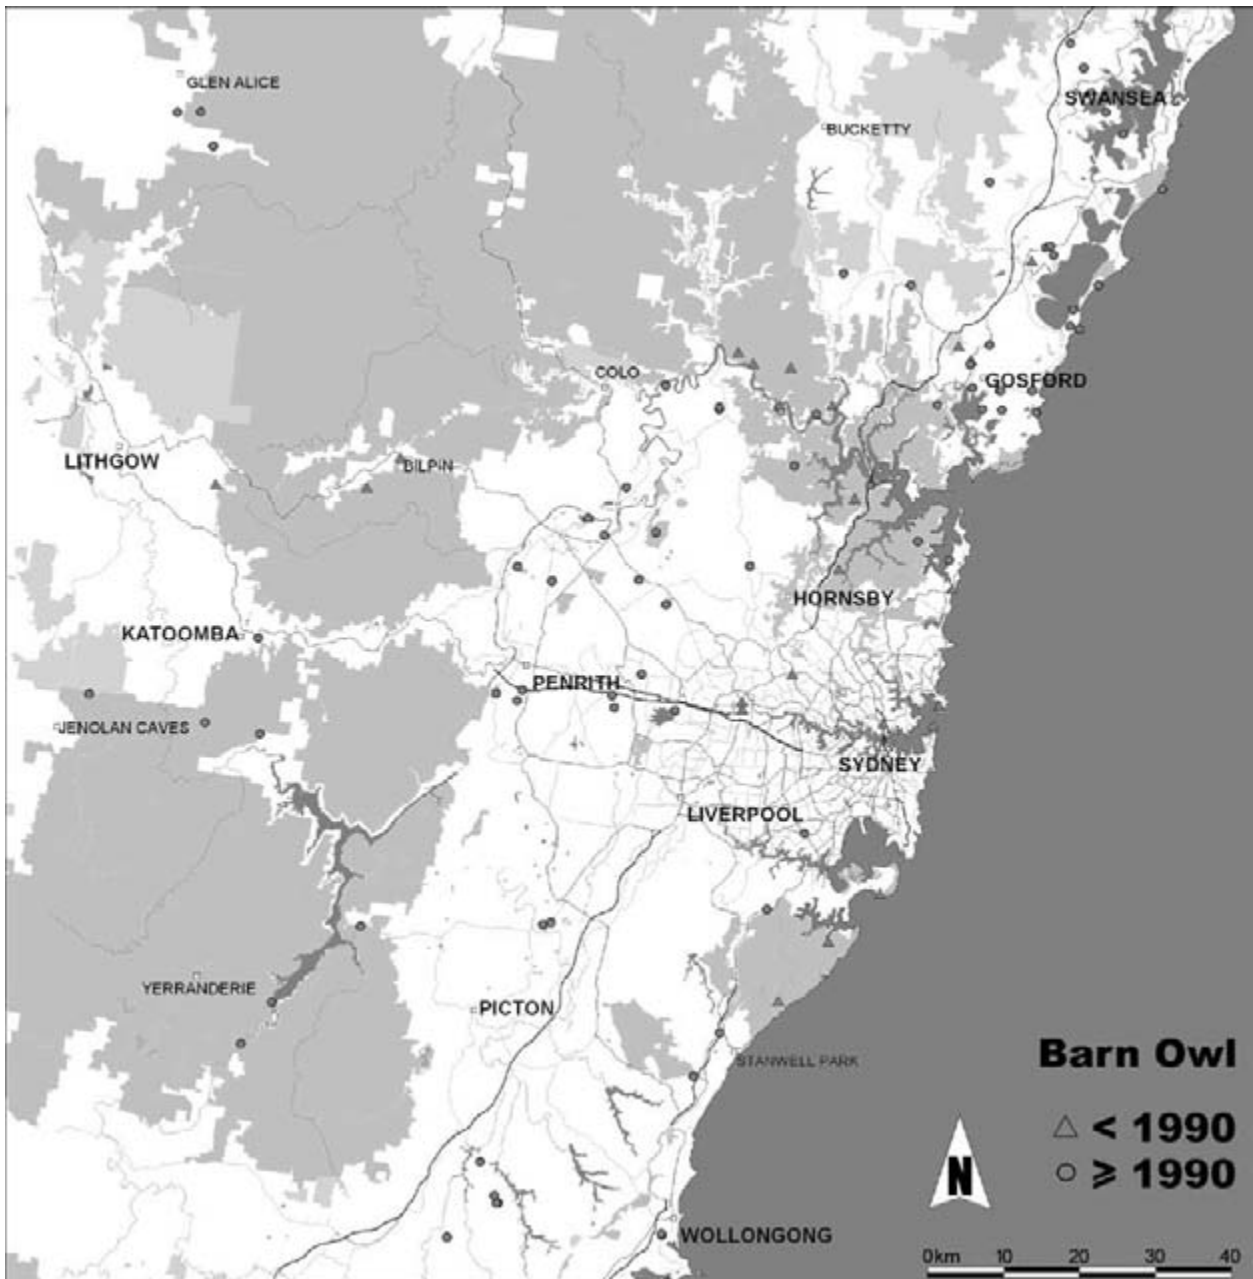 GLEN ALICE
SWANSEA
BUCKETTY
COLO
GOSFORD
LITHGOW
BILPIN
HORNSBY
KATOOMBA
PENRITH
JENOLAN CAVES
SYDNEY
LIVERPOOL
YERRANDERIE
PICTON
STANWELL PARK
Barn Owl
< 1990
⩾ 1990
N
WOLLONGONG
0km 10 20 30 40